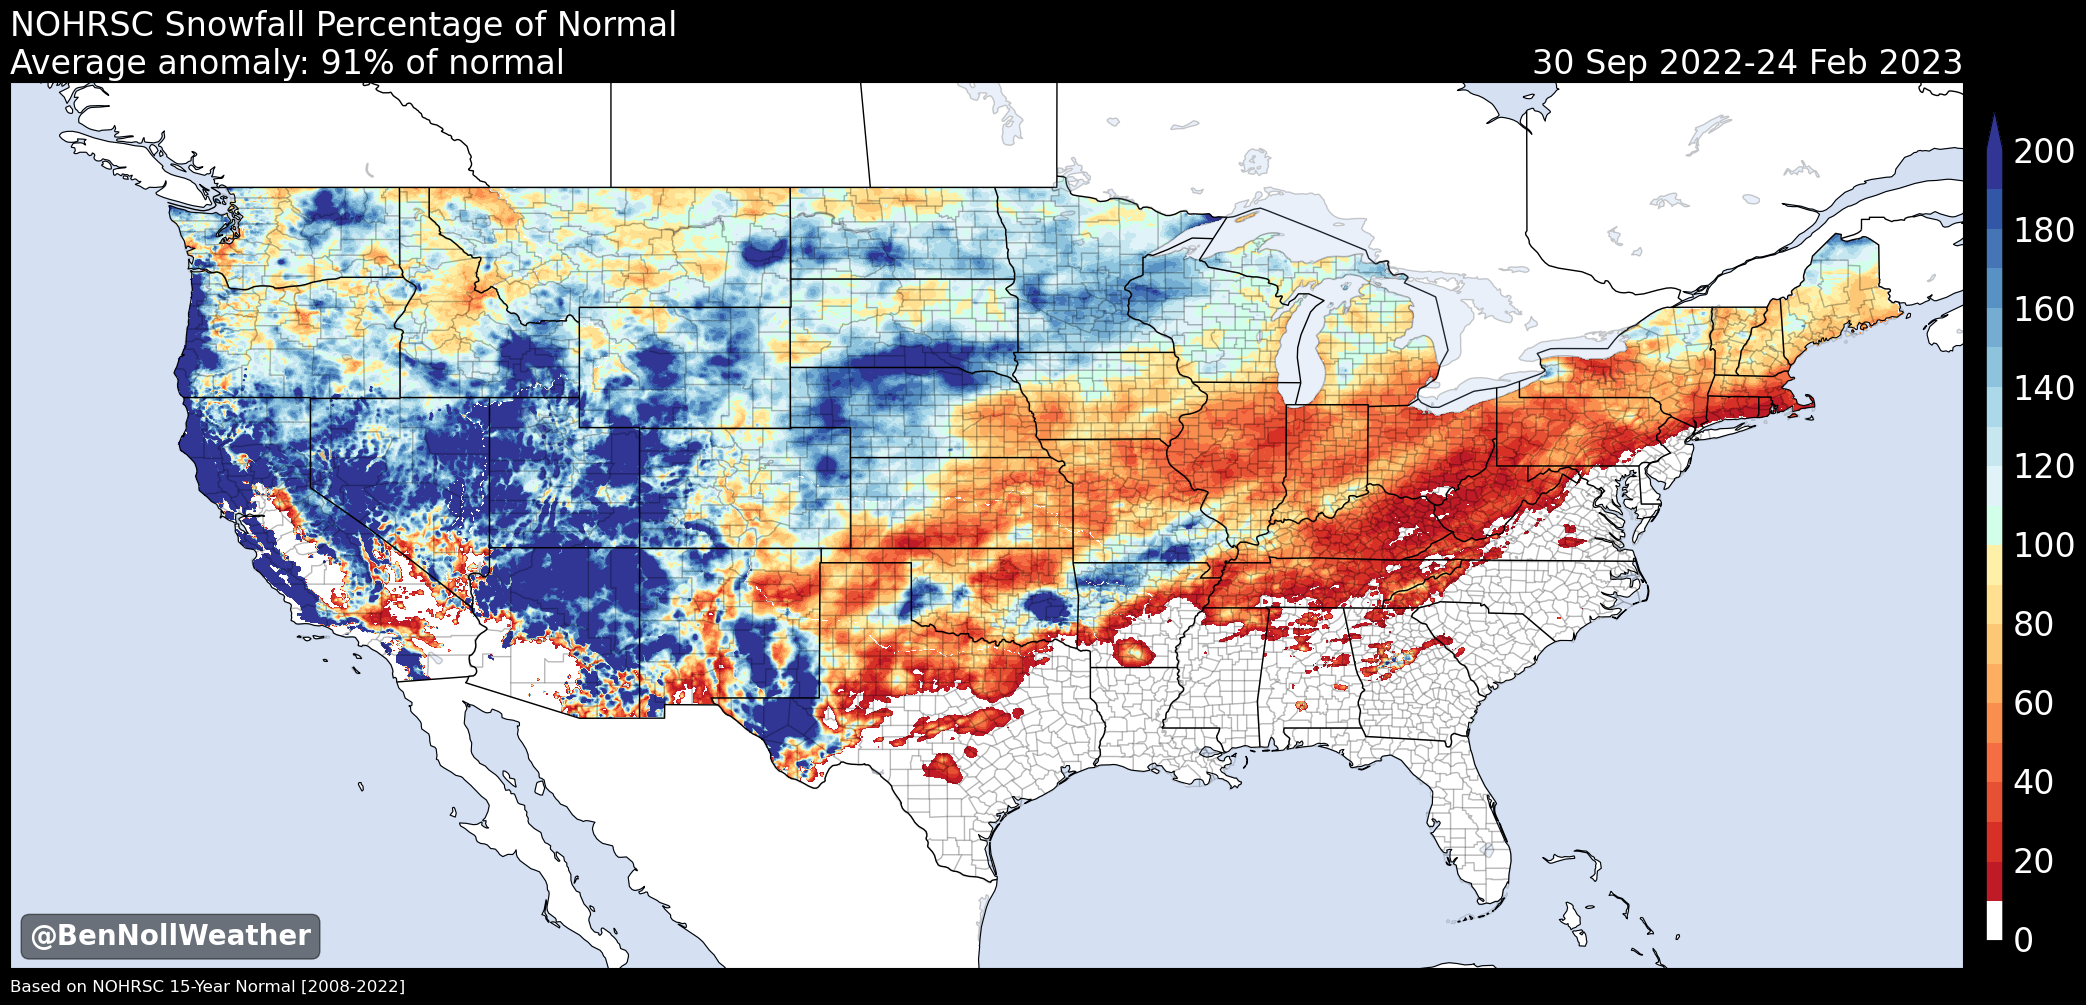 NOHRSC Snowfall Percentage of Normal
Average anomaly: 91% of normal
30 Sep 2022-24 Feb 2023
200
180
160
140
120
100
80
60
40
20
0
@BenNollWeather
Based on NOHRSC 15-Year Normal [2008-2022]